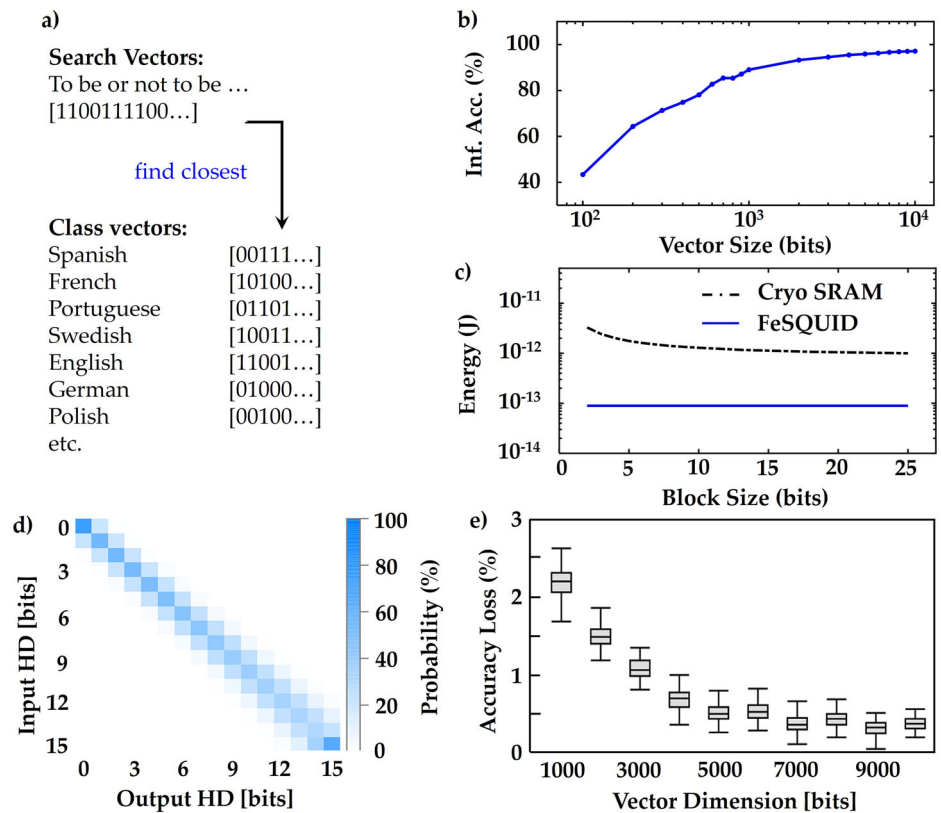 a)
Search Vectors:
To be or not to be …
[1100111100…]
find closest
Class vectors:
Spanish [00111…]
French [10100…]
Portuguese [01101…]
Swedish [10011…]
English [11001…]
German [01000…]
Polish [00100…]
etc.
b)
Inf. Acc. (%)
100
80
60
40
10² 10³ 10⁴
Vector Size (bits)
c)
Energy (J)
10⁻¹¹
10⁻¹²
10⁻¹³
10⁻¹⁴
Cryo SRAM
FeSQUID
0 5 10 15 20 25
Block Size (bits)
d)
Input HD [bits]
0
3
6
9
12
15
0 3 6 9 12 15
Output HD [bits]
100
80
60
40
20
0
Probability (%)
e)
Accuracy Loss (%)
3
2
1
0
1000 3000 5000 7000 9000
Vector Dimension [bits]